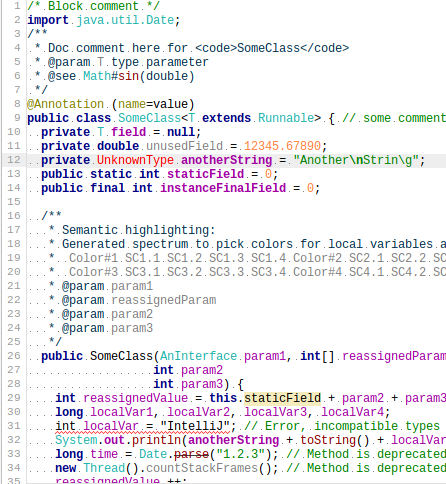 1 /* Block comment */
2 import java.util.Date;
3 /**
4  * Doc comment here for <code>SomeClass</code>
5  * @param T type parameter
6  * @see Math#sin(double)
7  */
8 @Annotation (name=value)
9 public class SomeClass<T extends Runnable> { // some comment
10   private T field = null;
11   private double unusedField = 12345.67890;
12   private UnknownType anotherString = "Another\nStrin\g";
13   public static int staticField = 0;
14   public final int instanceFinalField = 0;
15
16   /**
17    * Semantic highlighting:
18    * Generated spectrum to pick colors for local variables a
19    *  Color#1 SC1.1 SC1.2 SC1.3 SC1.4 Color#2 SC2.1 SC2.2 SC
20    *  Color#3 SC3.1 SC3.2 SC3.3 SC3.4 Color#4 SC4.1 SC4.2 SC
21    * @param param1
22    * @param reassignedParam
23    * @param param2
24    * @param param3
25    */
26   public SomeClass(AnInterface param1, int[] reassignedParam
27                   int param2
28                   int param3) {
29     int reassignedValue = this.staticField + param2 + param3
30     long localVar1, localVar2, localVar3, localVar4;
31     int localVar = "IntelliJ"; // Error, incompatible types
32     System.out.println(anotherString + toString() + localVar
33     long time = Date.parse("1.2.3"); // Method is deprecated
34     new Thread().countStackFrames(); // Method is deprecated
35     reassignedValue ++;